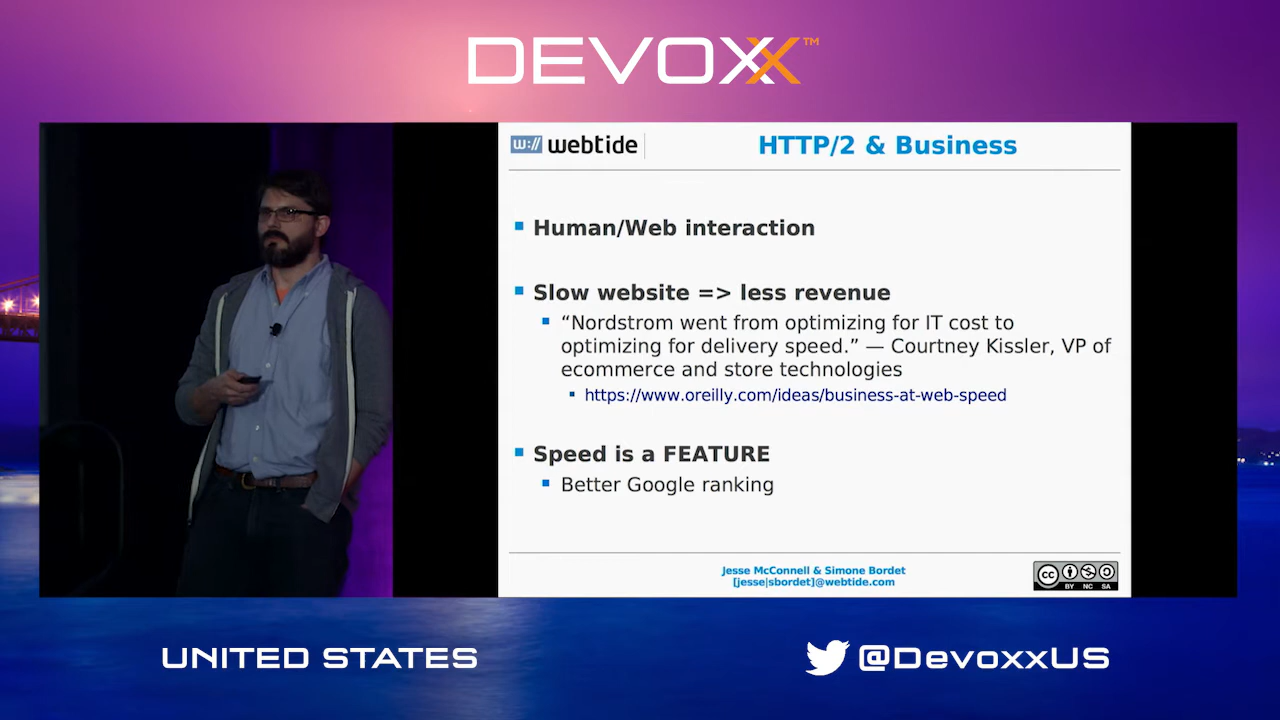 DEVOXX™
w:// webtide
HTTP/2 & Business
Human/Web interaction
Slow website => less revenue
“Nordstrom went from optimizing for IT cost to
optimizing for delivery speed.” — Courtney Kissler, VP of
ecommerce and store technologies
https://www.oreilly.com/ideas/business-at-web-speed
Speed is a FEATURE
Better Google ranking
Jesse McConnell & Simone Bordet
[jesse|sbordet]@webtide.com
cc
BY NC SA
UNITED STATES
@DevoxxUS